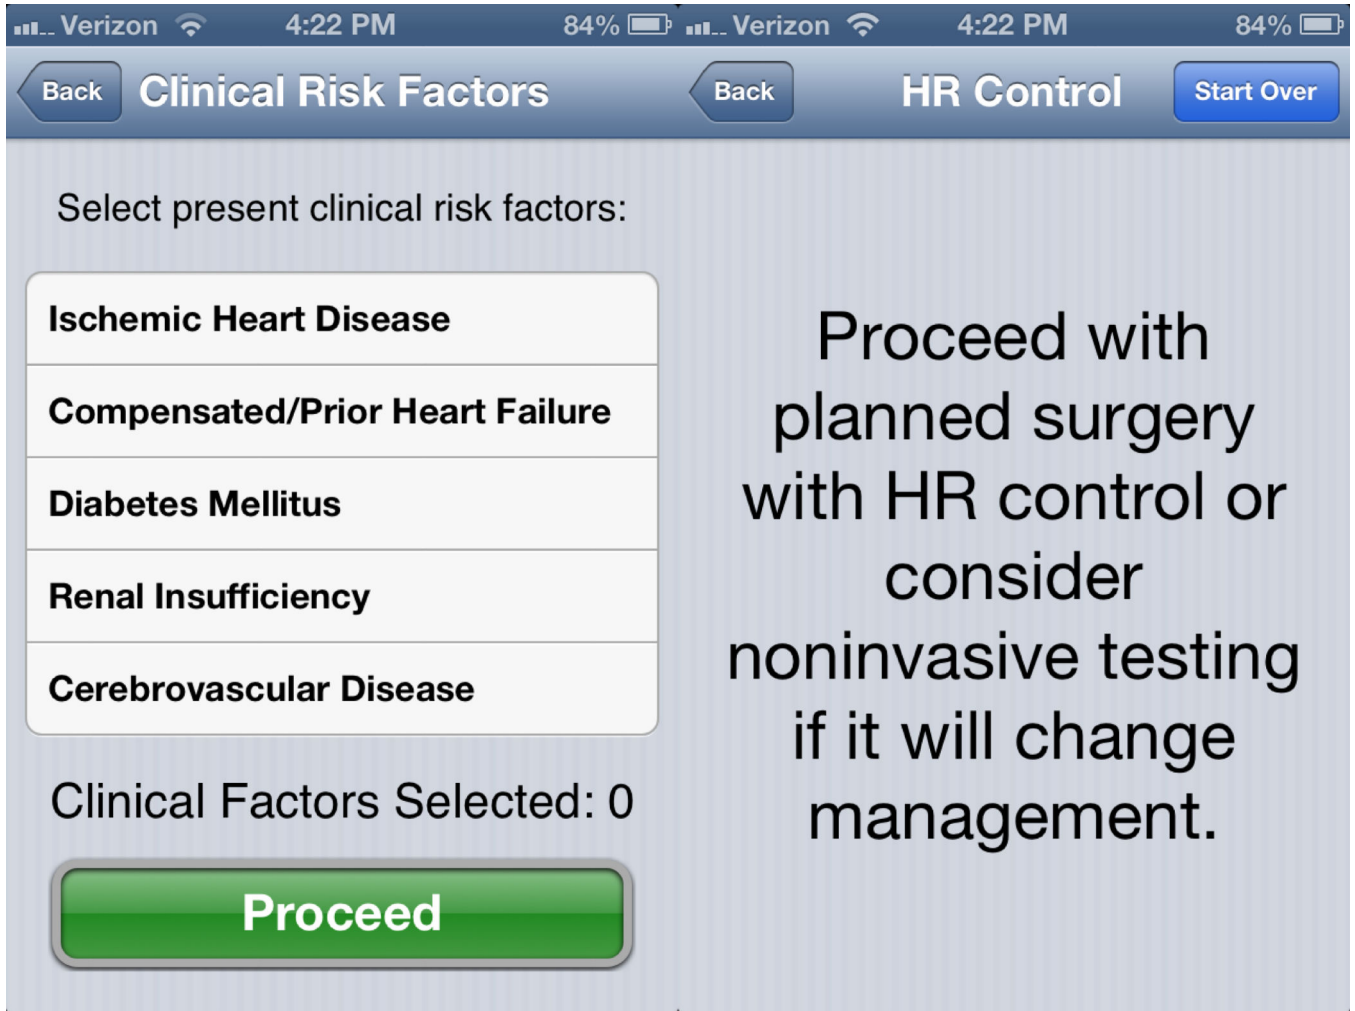 Verizon 4:22 PM 84%
Back Clinical Risk Factors
Select present clinical risk factors:
Ischemic Heart Disease
Compensated/Prior Heart Failure
Diabetes Mellitus
Renal Insufficiency
Cerebrovascular Disease
Clinical Factors Selected: 0
Proceed
Verizon 4:22 PM 84%
Back HR Control Start Over
Proceed with
planned surgery
with HR control or
consider
noninvasive testing
if it will change
management.